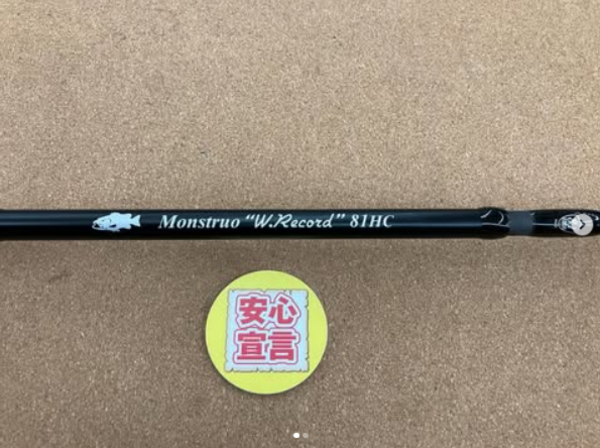 Monstruo "W.Record" 81HC
安心
宣言